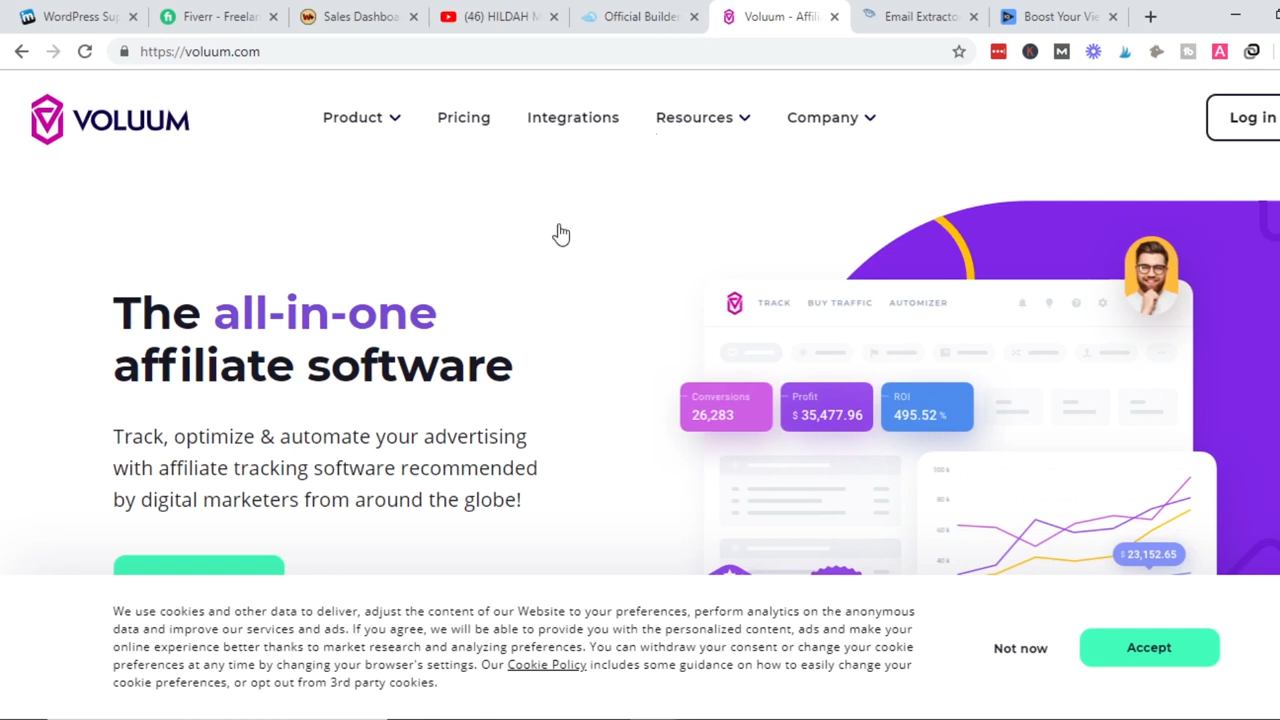 WordPress Sup
Fiverr - Freelan
Sales Dashboa
(46) HILDAH M
Official Builder
Voluum - Affili
Email Extracto
Boost Your Vie
https://voluum.com
VOLUUM
Product
Pricing
Integrations
Resources
Company
Log in
The all-in-one
affiliate software
Track, optimize & automate your advertising
with affiliate tracking software recommended
by digital marketers from around the globe!
TRACK
BUY TRAFFIC
AUTOMIZER
Conversions
26,283
Profit
$ 35,477.96
ROI
495.52 %
100 k
80 k
60 k
40 k
$ 23,152.65
We use cookies and other data to deliver, adjust the content of our Website to your preferences, perform analytics on the anonymous
data and improve our services and ads. If you agree, we will be able to provide you with the personalized content, ads and make your
online experience better thanks to market research and analyzing preferences. You can withdraw your consent or change your cookie
preferences at any time by changing your browser's settings. Our Cookie Policy includes some guidance on how to easily change your
cookie preferences, or opt out from 3rd party cookies.
Not now
Accept